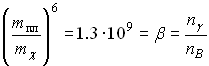 (m_пл / m_χ)^6 = 1.3·10^9 = β = n_γ / n_B